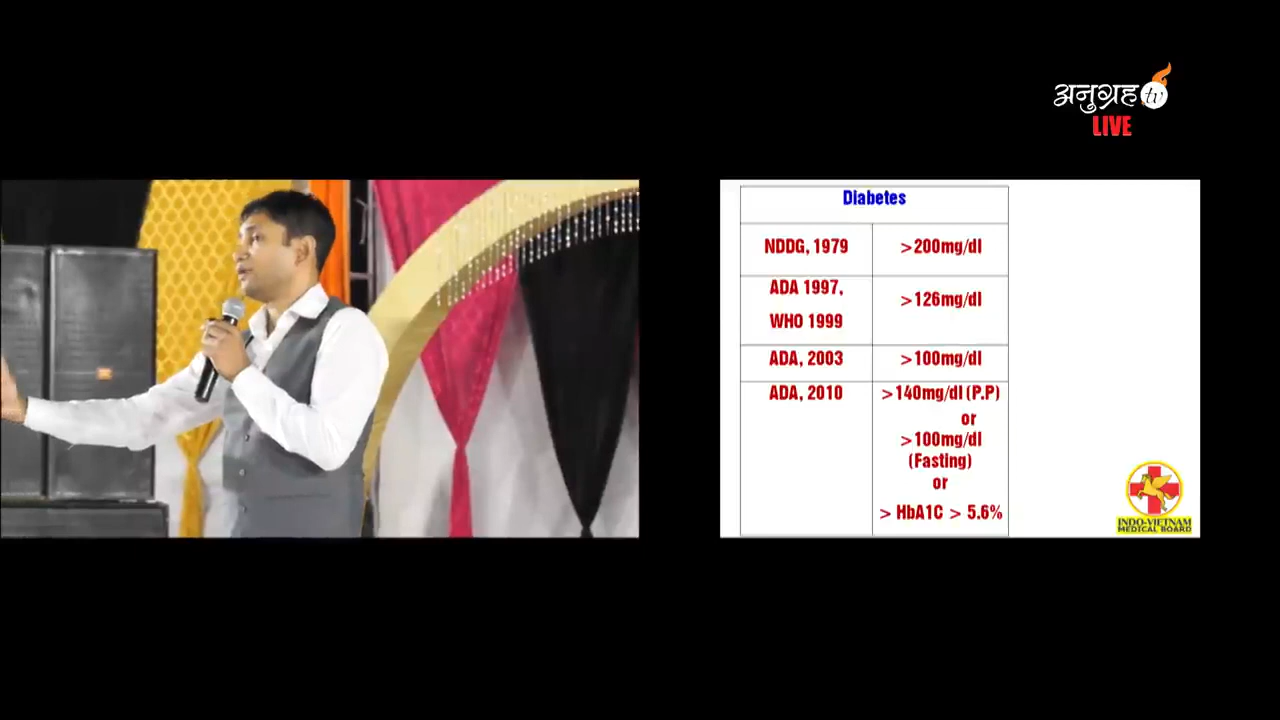 अनुग्रह tv
LIVE
Diabetes
NDDG, 1979 >200mg/dl
ADA 1997,
WHO 1999
>126mg/dl
ADA, 2003 >100mg/dl
ADA, 2010 >140mg/dl (P.P)
or
>100mg/dl
(Fasting)
or
> HbA1C > 5.6%
INDO-VIETNAM
MEDICAL BOARD